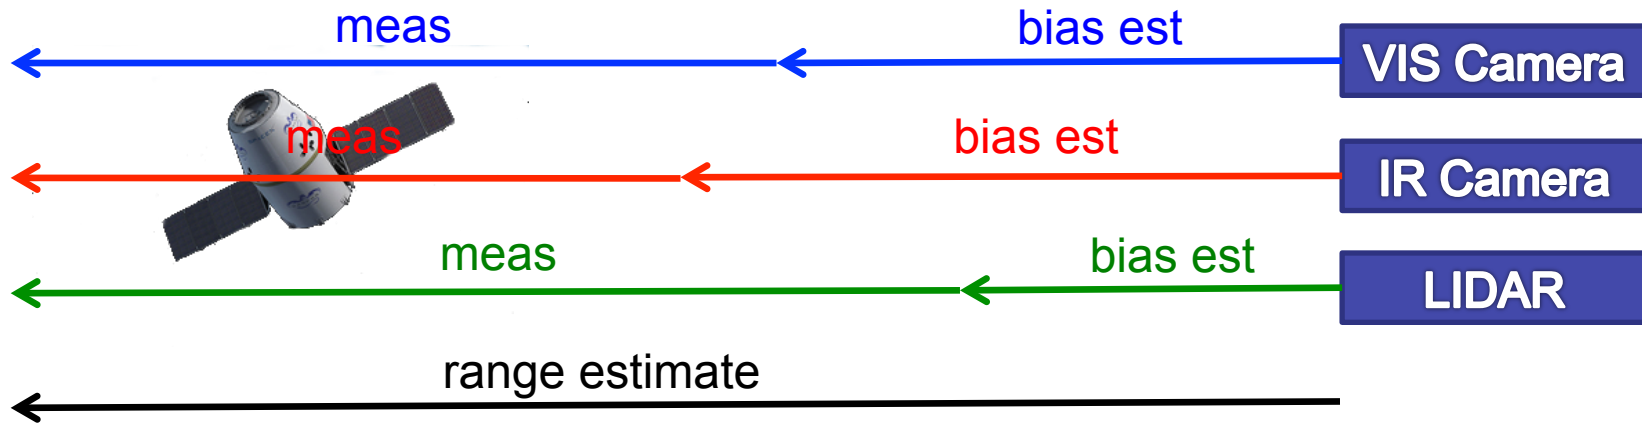 meas
bias est
VIS Camera
meas
bias est
IR Camera
meas
bias est
LIDAR
range estimate